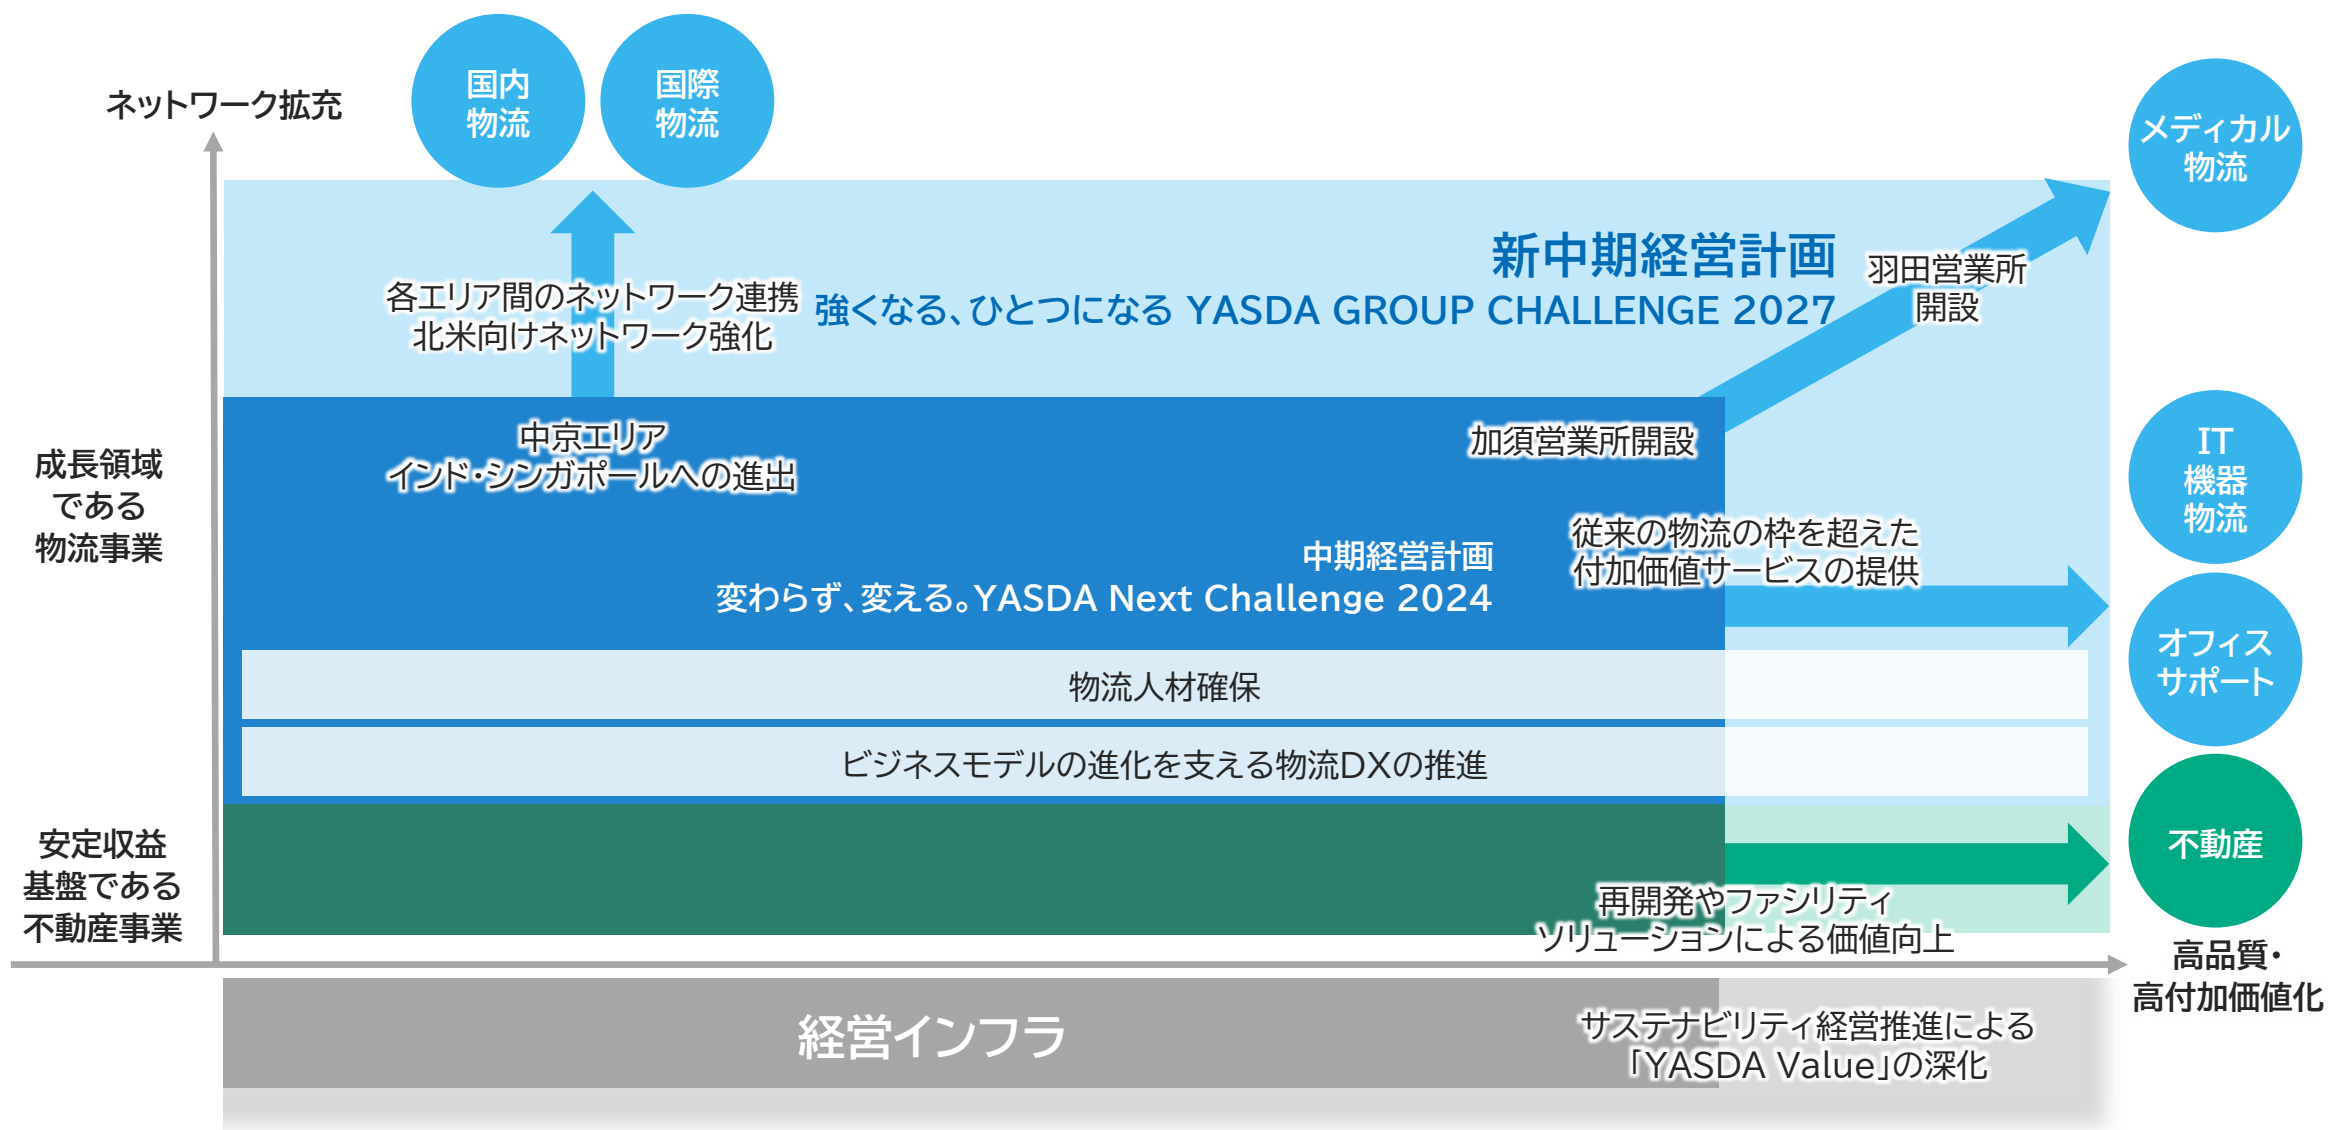 国内
物流
国際
物流
ネットワーク拡充
メディカル
物流
新中期経営計画
強くなる、ひとつになる YASDA GROUP CHALLENGE 2027
羽田営業所
開設
各エリア間のネットワーク連携
北米向けネットワーク強化
中京エリア
インド・シンガポールへの進出
加須営業所開設
成長領域
である
物流事業
IT
機器
物流
従来の物流の枠を超えた
付加価値サービスの提供
中期経営計画
変わらず、変える。YASDA Next Challenge 2024
オフィス
サポート
物流人材確保
ビジネスモデルの進化を支える物流DXの推進
安定収益
基盤である
不動産事業
不動産
再開発やファシリティ
ソリューションによる価値向上
高品質・
高付加価値化
経営インフラ
サステナビリティ経営推進による
「YASDA Value」の深化